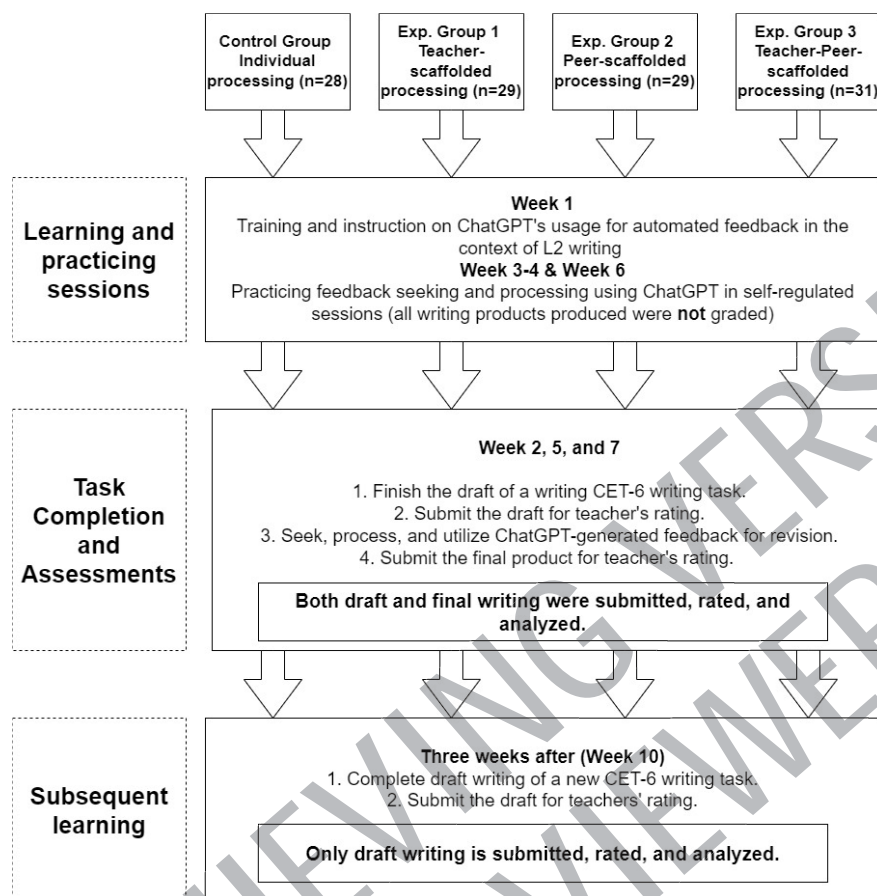 Control Group
Individual
processing (n=28)
Exp. Group 1
Teacher-
scaffolded
processing (n=29)
Exp. Group 2
Peer-scaffolded
processing (n=29)
Exp. Group 3
Teacher-Peer-
scaffolded
processing (n=31)
Learning and
practicing
sessions
Week 1
Training and instruction on ChatGPT's usage for automated feedback in the
context of L2 writing
Week 3-4 & Week 6
Practicing feedback seeking and processing using ChatGPT in self-regulated
sessions (all writing products produced were not graded)
Task
Completion
and
Assessments
Week 2, 5, and 7
1. Finish the draft of a writing CET-6 writing task.
2. Submit the draft for teacher's rating.
3. Seek, process, and utilize ChatGPT-generated feedback for revision.
4. Submit the final product for teacher's rating.
Both draft and final writing were submitted, rated, and
analyzed.
Subsequent
learning
Three weeks after (Week 10)
1. Complete draft writing of a new CET-6 writing task.
2. Submit the draft for teachers' rating.
Only draft writing is submitted, rated, and analyzed.